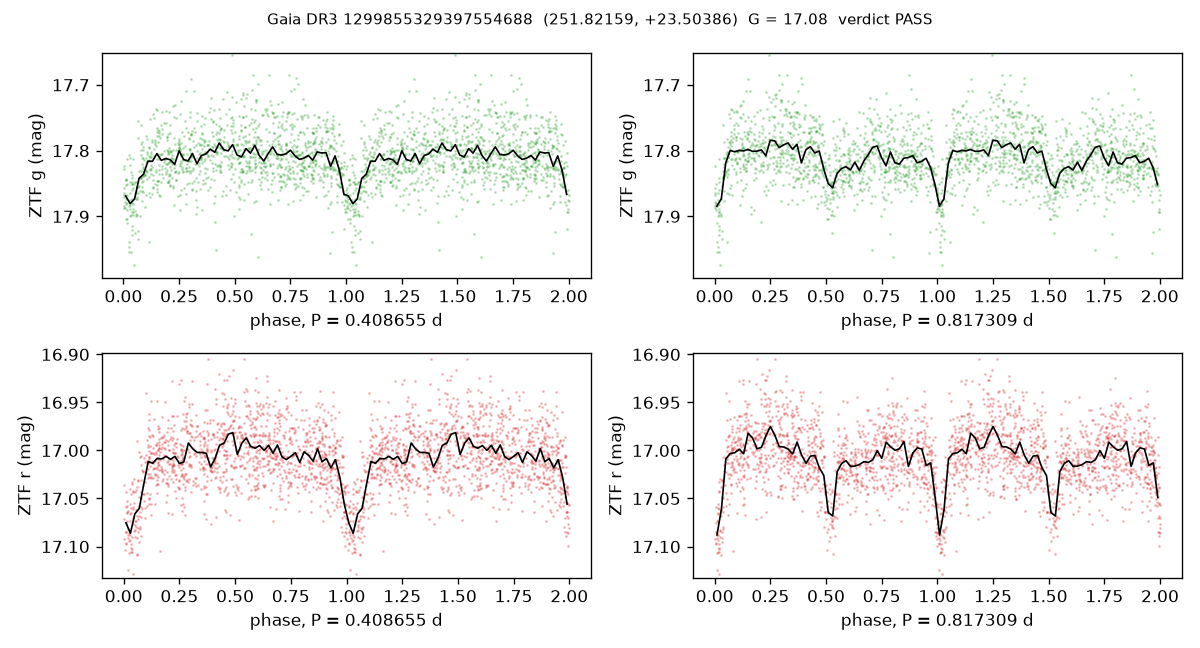 Gaia DR3 1299855329397554688 (251.82159, +23.50386) G = 17.08 verdict PASS
ZTF g (mag)
17.7
17.8
17.9
0.00 0.25 0.50 0.75 1.00 1.25 1.50 1.75 2.00
phase, P = 0.408655 d
ZTF g (mag)
17.7
17.8
17.9
0.00 0.25 0.50 0.75 1.00 1.25 1.50 1.75 2.00
phase, P = 0.817309 d
ZTF r (mag)
16.90
16.95
17.00
17.05
17.10
0.00 0.25 0.50 0.75 1.00 1.25 1.50 1.75 2.00
phase, P = 0.408655 d
ZTF r (mag)
16.90
16.95
17.00
17.05
17.10
0.00 0.25 0.50 0.75 1.00 1.25 1.50 1.75 2.00
phase, P = 0.817309 d